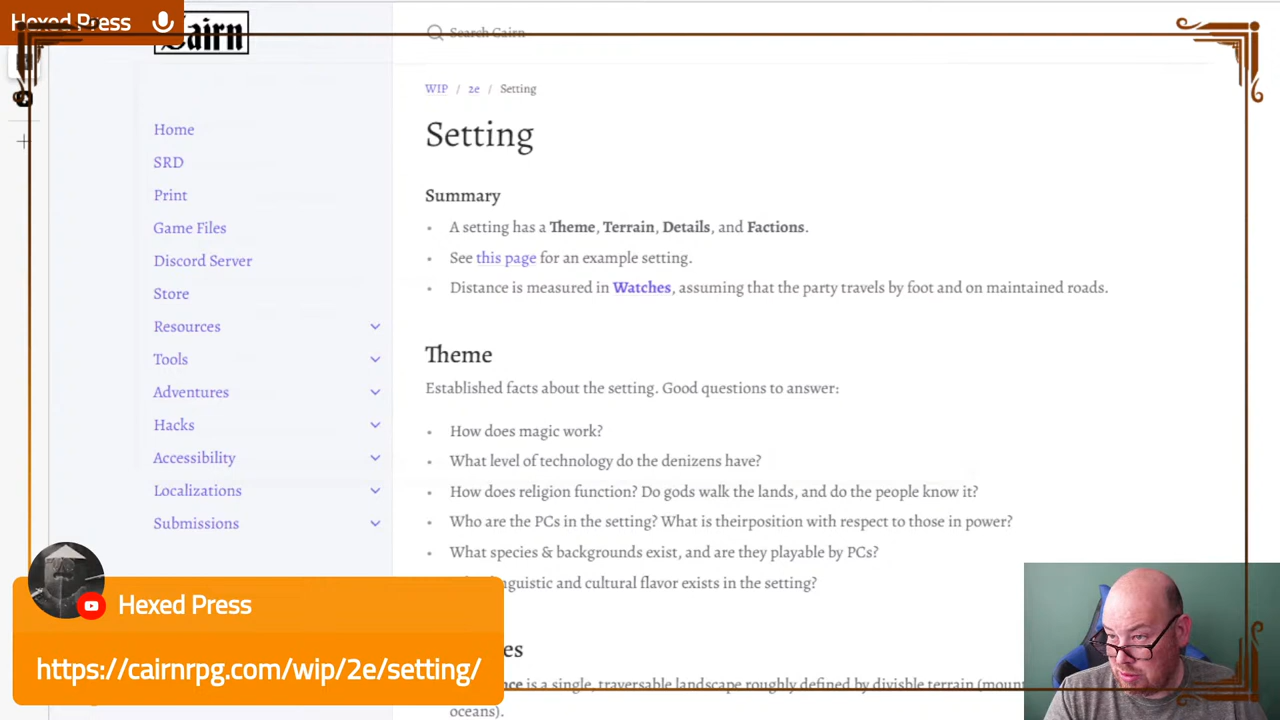 Hexed Press
Cairn
Search Cairn
WIP / 2e / Setting
Home
SRD
Print
Game Files
Discord Server
Store
Resources
Tools
Adventures
Hacks
Accessibility
Localizations
Submissions
Setting
Summary
A setting has a Theme, Terrain, Details, and Factions.
See this page for an example setting.
Distance is measured in Watches, assuming that the party travels by foot and on maintained roads.
Theme
Established facts about the setting. Good questions to answer:
How does magic work?
What level of technology do the denizens have?
How does religion function? Do gods walk the lands, and do the people know it?
Who are the PCs in the setting? What is theirposition with respect to those in power?
What species & backgrounds exist, and are they playable by PCs?
and cultural flavor exists in the setting?
is a single, traversable landscape roughly defined by divisble terrain
oceans).
Hexed Press
https://cairnrpg.com/wip/2e/setting/